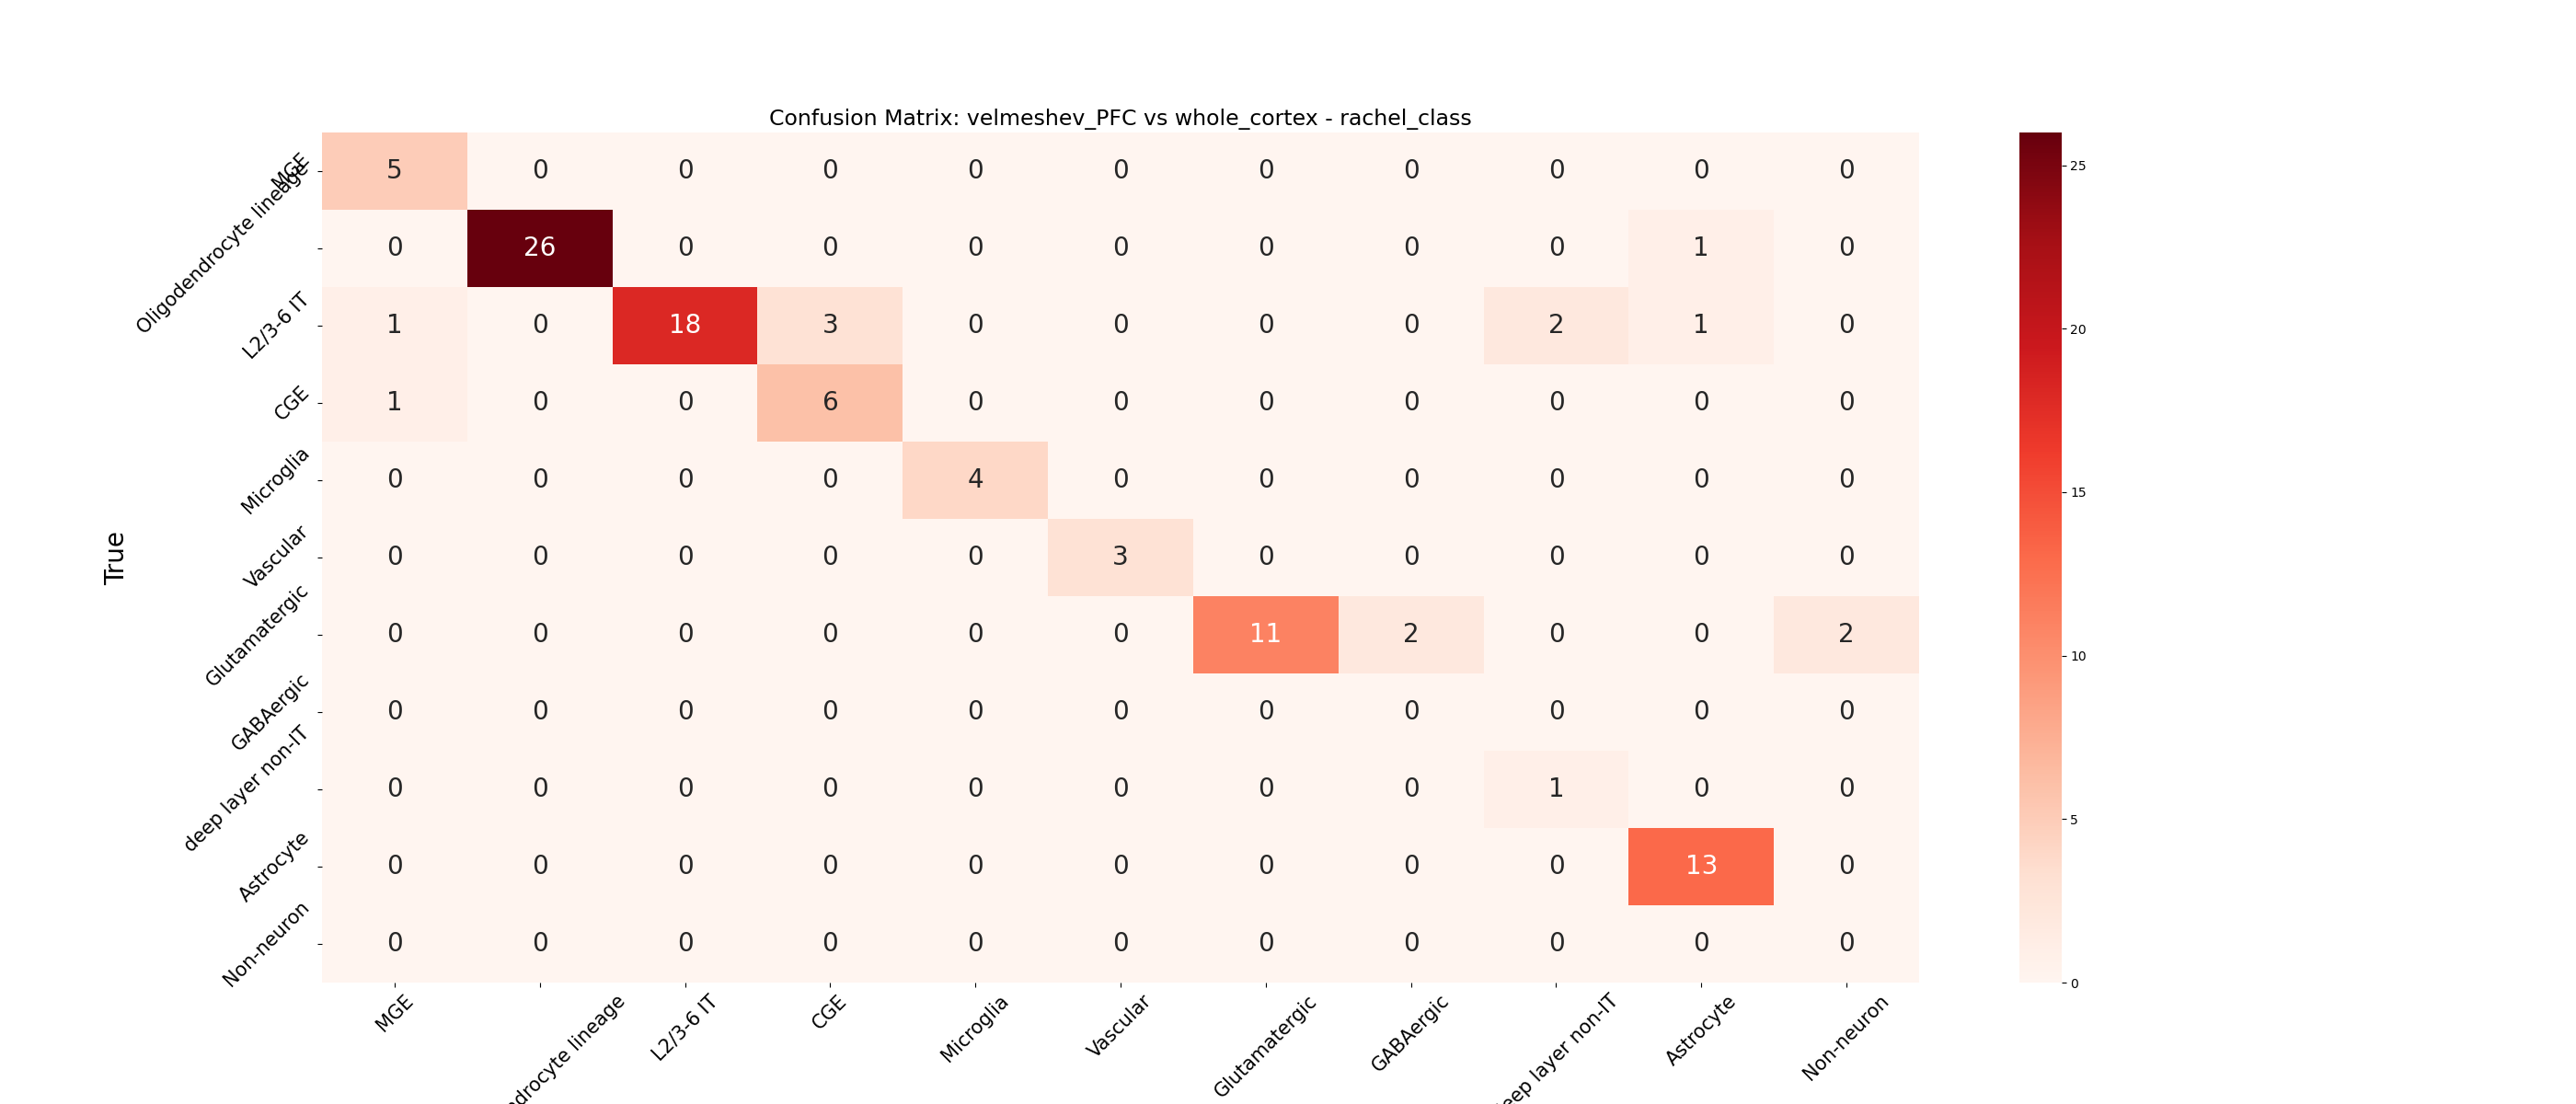 Confusion Matrix: velmeshev_PFC vs whole_cortex - rachel_class
True
MGE 5 0 0 0 0 0 0 0 0 0 0
Oligodendrocyte lineage 0 26 0 0 0 0 0 0 0 1 0
L2/3-6 IT 1 0 18 3 0 0 0 0 2 1 0
CGE 1 0 0 6 0 0 0 0 0 0 0
Microglia 0 0 0 0 4 0 0 0 0 0 0
Vascular 0 0 0 0 0 3 0 0 0 0 0
Glutamatergic 0 0 0 0 0 0 11 2 0 0 2
GABAergic 0 0 0 0 0 0 0 0 0 0 0
deep layer non-IT 0 0 0 0 0 0 0 0 1 0 0
Astrocyte 0 0 0 0 0 0 0 0 0 13 0
Non-neuron 0 0 0 0 0 0 0 0 0 0 0
MGE
ndrocyte lineage
L2/3-6 IT
CGE
Microglia
Vascular
Glutamatergic
GABAergic
eep layer non-IT
Astrocyte
Non-neuron
25
20
15
10
5
0